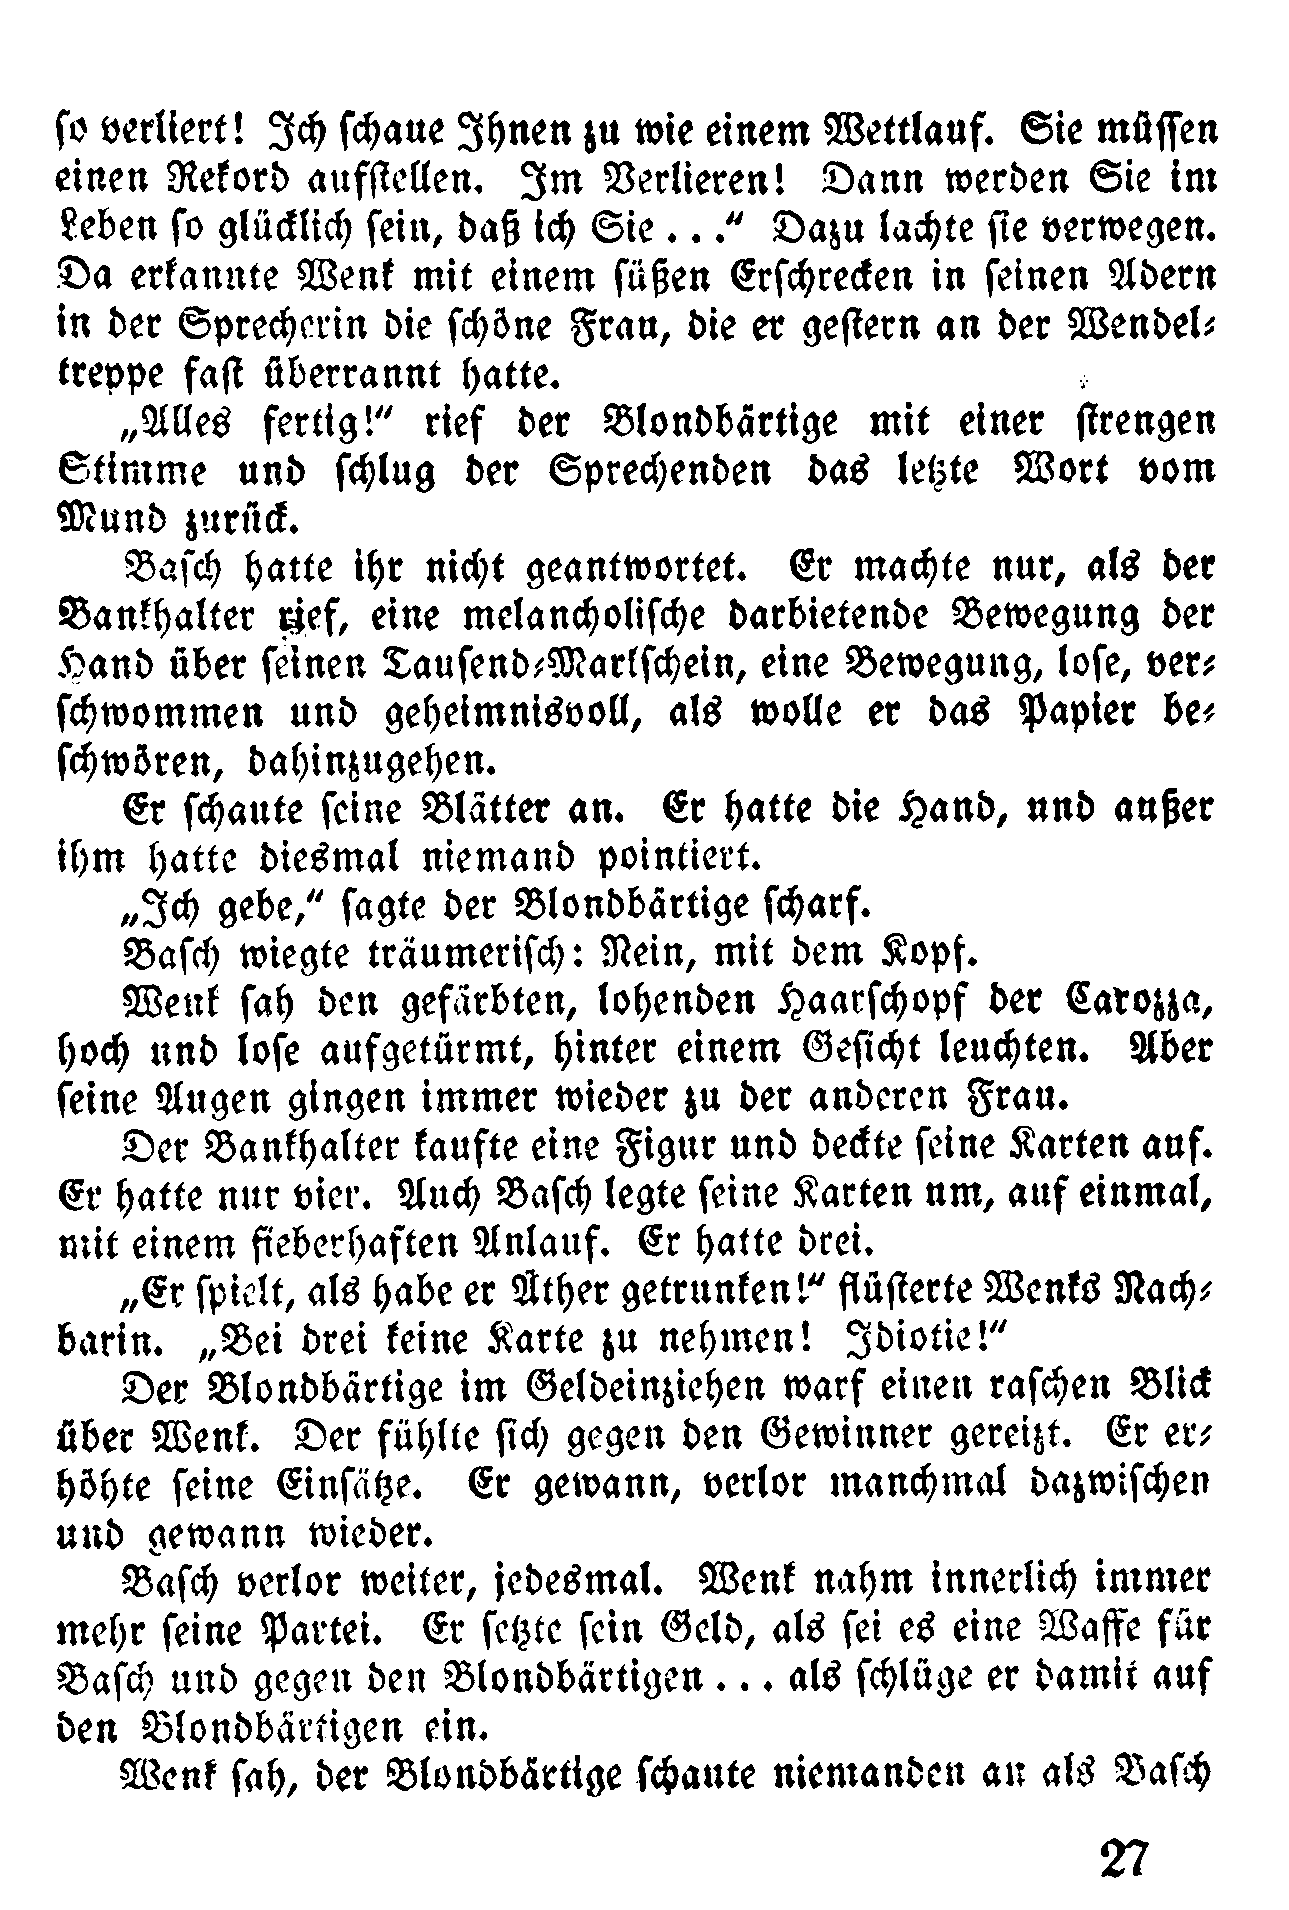 so verliert! Ich schaue Ihnen zu wie einem Wettlauf. Sie müssen
einen Rekord aufstellen. Im Verlieren! Dann werden Sie im
Leben so glücklich sein, daß ich Sie . . .“ Dazu lachte sie verwegen.
Da erkannte Wenk mit einem süßen Erschrecken in seinen Adern
in der Sprecherin die schöne Frau, die er gestern an der Wendel-
treppe fast überrannt hatte.
„Alles fertig!“ rief der Blondbärtige mit einer strengen
Stimme und schlug der Sprechenden das letzte Wort vom
Mund zurück.
Basch hatte ihr nicht geantwortet. Er machte nur, als der
Bankhalter rief, eine melancholische darbietende Bewegung der
Hand über seinen Tausend-Markschein, eine Bewegung, lose, ver-
schwommen und geheimnisvoll, als wolle er das Papier be-
schwören, dahinzugehen.
Er schaute seine Blätter an. Er hatte die Hand, und außer
ihm hatte diesmal niemand pointiert.
„Ich gebe,“ sagte der Blondbärtige scharf.
Basch wiegte träumerisch: Nein, mit dem Kopf.
Wenk sah den gefärbten, lohenden Haarschopf der Carozza,
hoch und lose aufgetürmt, hinter einem Gesicht leuchten. Aber
seine Augen gingen immer wieder zu der anderen Frau.
Der Bankhalter kaufte eine Figur und deckte seine Karten auf.
Er hatte nur vier. Auch Basch legte seine Karten um, auf einmal,
mit einem fieberhaften Anlauf. Er hatte drei.
„Er spielt, als habe er Äther getrunken!“ flüsterte Wenks Nach-
barin. „Bei drei keine Karte zu nehmen! Idiotie!“
Der Blondbärtige im Geldeinziehen warf einen raschen Blick
über Wenk. Der fühlte sich gegen den Gewinner gereizt. Er er-
höhte seine Einsätze. Er gewann, verlor manchmal dazwischen
und gewann wieder.
Basch verlor weiter, jedesmal. Wenk nahm innerlich immer
mehr seine Partei. Er setzte sein Geld, als sei es eine Waffe für
Basch und gegen den Blondbärtigen . . . als schlüge er damit auf
den Blondbärtigen ein.
Wenk sah, der Blondbärtige schaute niemanden an als Basch
27